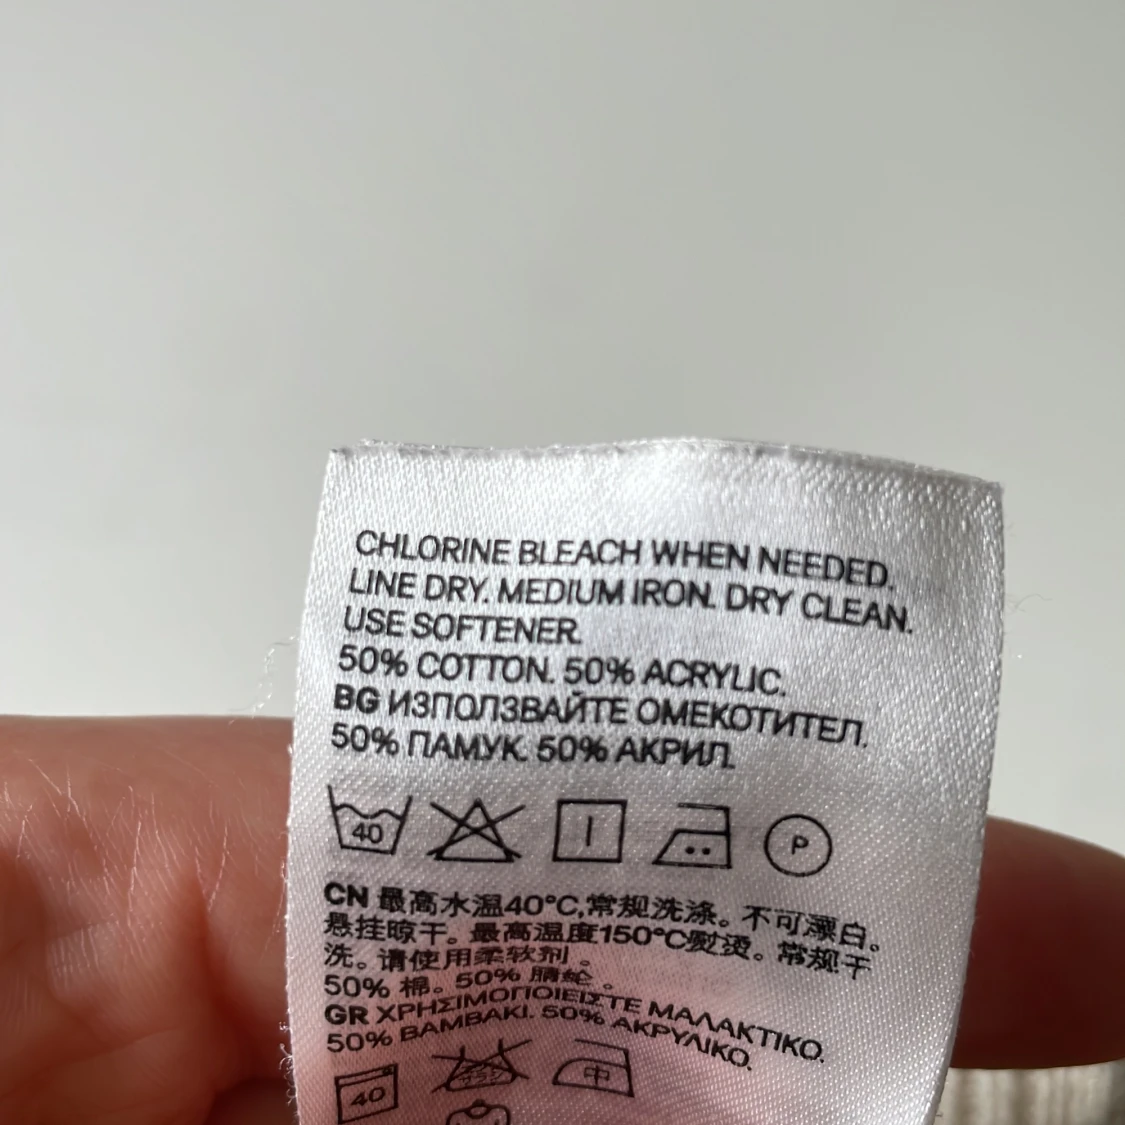 CHLORINE BLEACH WHEN NEEDED.
LINE DRY. MEDIUM IRON. DRY CLEAN.
USE SOFTENER.
50% COTTON. 50% ACRYLIC.
BG ИЗПОЛЗВАЙТЕ ОМЕКОТИТЕЛ.
50% ПАМУК. 50% АКРИЛ.
40 P
CN 最高水温40°C,常规洗涤。不可漂白。
悬挂晾干。最高温度150°C熨烫。常规干
洗。请使用柔软剂。
50% 棉。50% 腈纶。
GR ΧΡΗΣΙΜΟΠΟΙΕΙΣΤΕ ΜΑΛΑΚΤΙΚΟ.
50% ΒΑΜΒΑΚΙ. 50% ΑΚΡΥΛΙΚΟ.
40 中